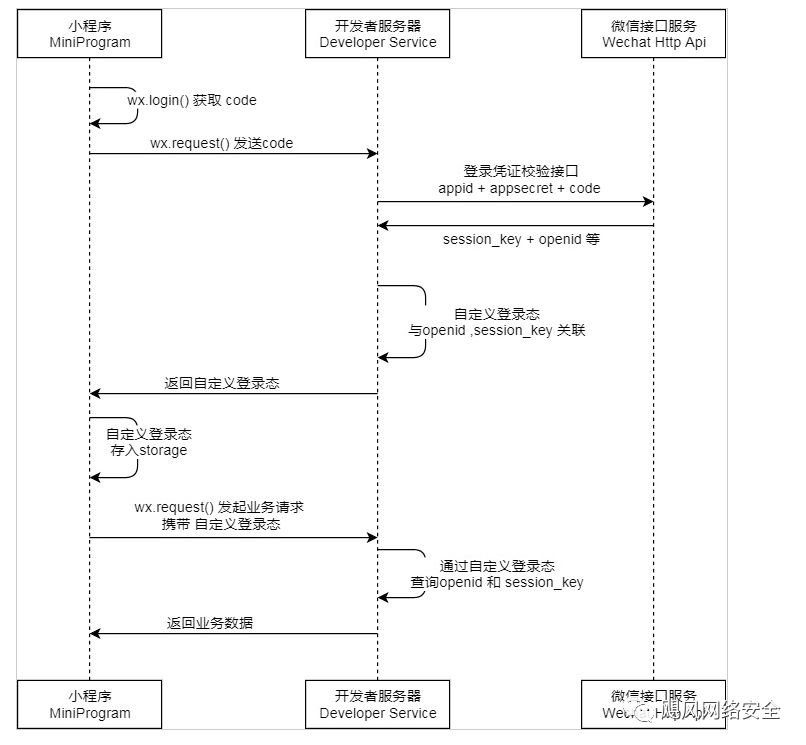 小程序
MiniProgram
开发者服务器
Developer Service
微信接口服务
Wechat Http Api
wx.login() 获取 code
wx.request() 发送code
登录凭证校验接口
appid + appsecret + code
session_key + openid 等
自定义登录态
与openid ,session_key 关联
返回自定义登录态
自定义登录态
存入storage
wx.request() 发起业务请求
携带 自定义登录态
通过自定义登录态
查询openid 和 session_key
返回业务数据
小程序
MiniProgram
开发者服务器
Developer Service
微信接口服务
Wechat Http Api
飓风网络安全